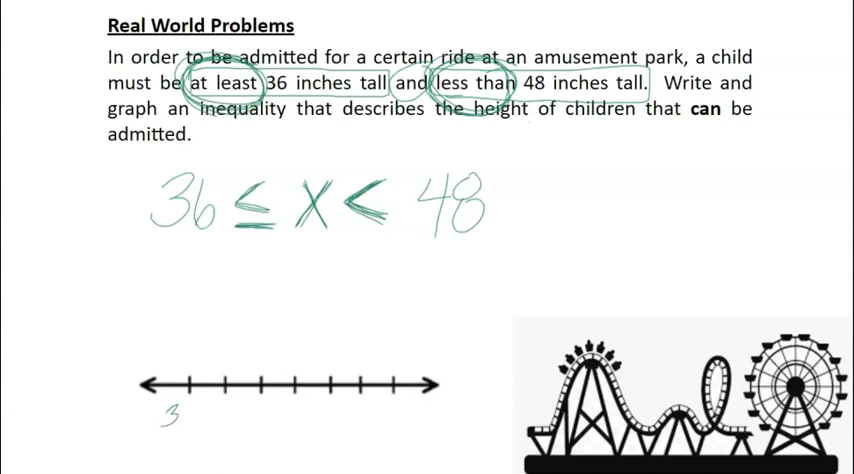 Real World Problems
In order to be admitted for a certain ride at an amusement park, a child
must be at least 36 inches tall and less than 48 inches tall. Write and
graph an inequality that describes the height of children that can be
admitted.
36 ≤ x < 48
3